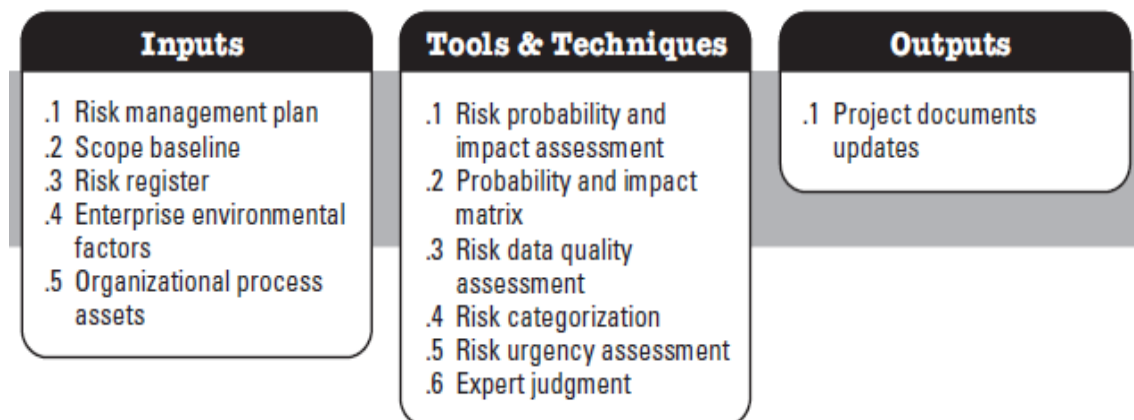 Inputs
.1 Risk management plan
.2 Scope baseline
.3 Risk register
.4 Enterprise environmental
factors
.5 Organizational process
assets
Tools & Techniques
.1 Risk probability and
impact assessment
.2 Probability and impact
matrix
.3 Risk data quality
assessment
.4 Risk categorization
.5 Risk urgency assessment
.6 Expert judgment
Outputs
.1 Project documents
updates